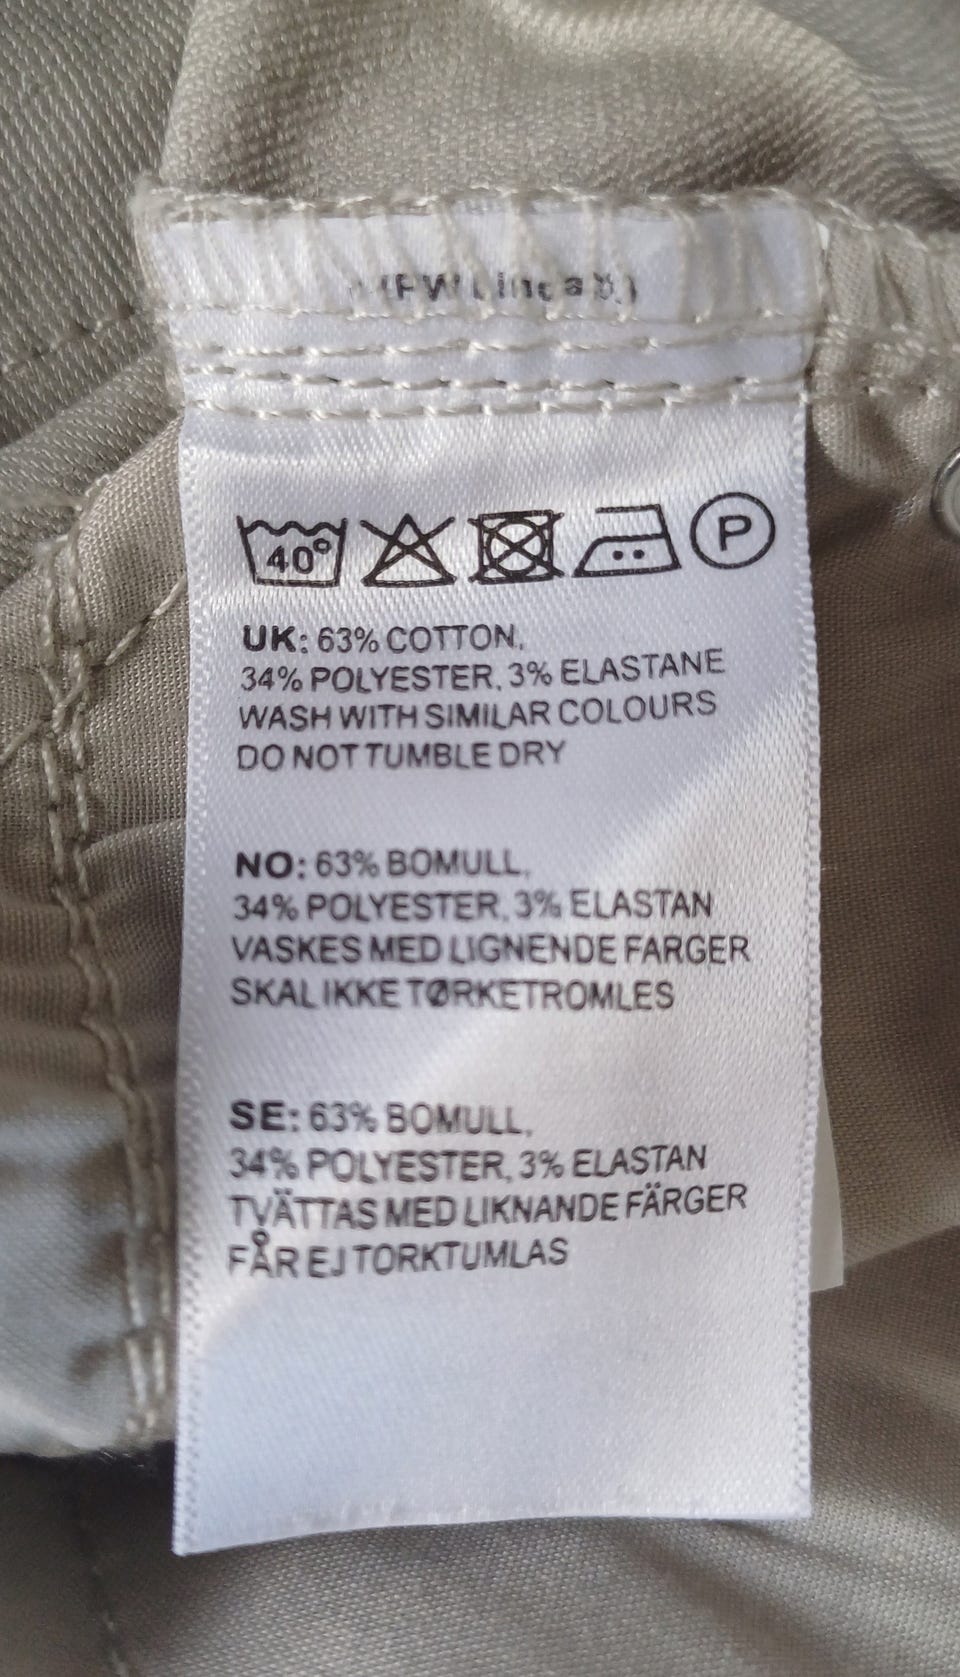 40°
P
UK: 63% COTTON,
34% POLYESTER, 3% ELASTANE
WASH WITH SIMILAR COLOURS
DO NOT TUMBLE DRY
NO: 63% BOMULL,
34% POLYESTER, 3% ELASTAN
VASKES MED LIGNENDE FARGER
SKAL IKKE TØRKETROMLES
SE: 63% BOMULL,
34% POLYESTER, 3% ELASTAN
TVÄTTAS MED LIKNANDE FÄRGER
FÅR EJ TORKTUMLAS